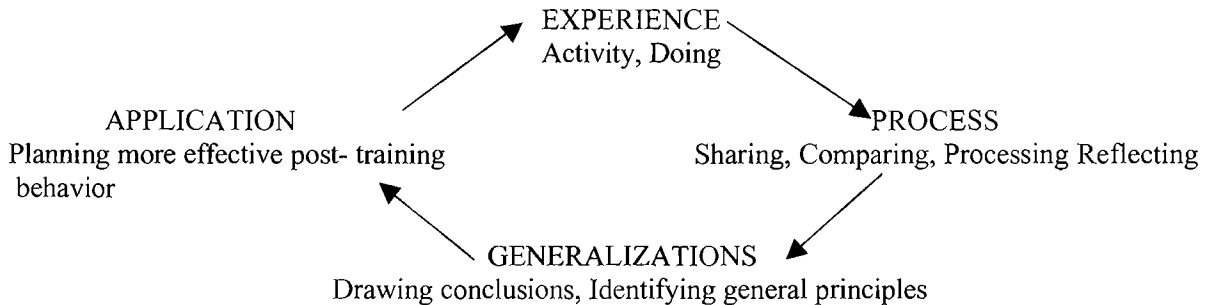 EXPERIENCE
Activity, Doing
APPLICATION
Planning more effective post- training
behavior
PROCESS
Sharing, Comparing, Processing Reflecting
GENERALIZATIONS
Drawing conclusions, Identifying general principles